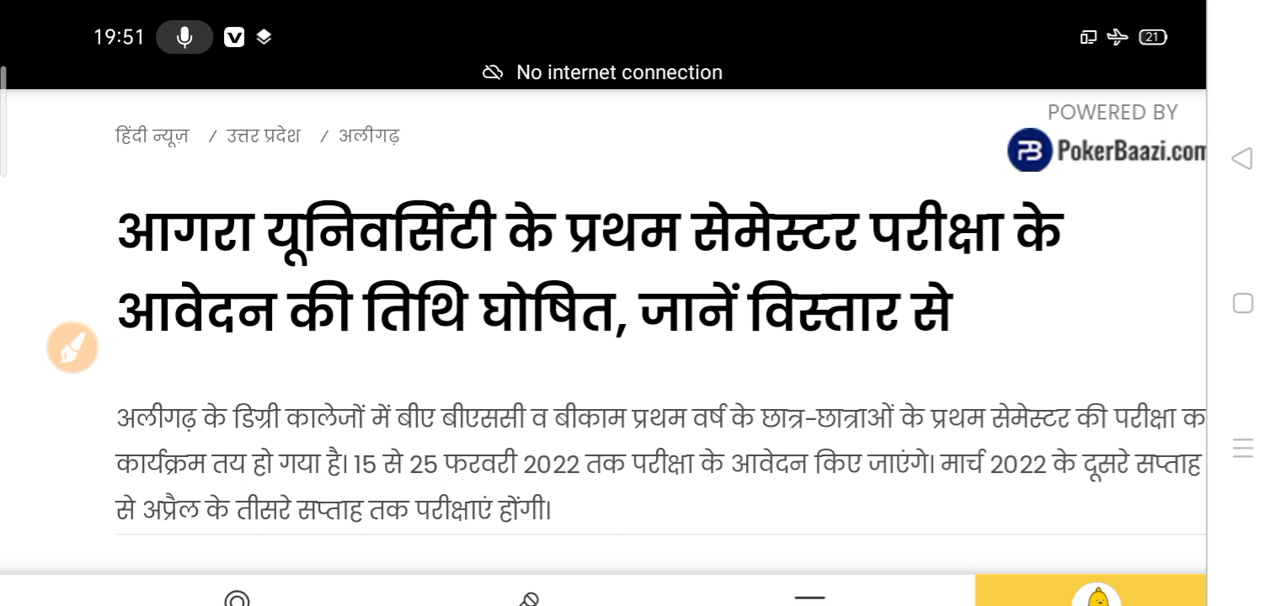 19:51
21
No internet connection
हिंदी न्यूज़ / उत्तर प्रदेश / अलीगढ़
POWERED BY
PokerBaazi.com
आगरा यूनिवर्सिटी के प्रथम सेमेस्टर परीक्षा के
आवेदन की तिथि घोषित, जानें विस्तार से
अलीगढ़ के डिग्री कालेजों में बीए बीएससी व बीकाम प्रथम वर्ष के छात्र-छात्राओं के प्रथम सेमेस्टर की परीक्षा क
कार्यक्रम तय हो गया है। 15 से 25 फरवरी 2022 तक परीक्षा के आवेदन किए जाएंगे। मार्च 2022 के दूसरे सप्ताह
से अप्रैल के तीसरे सप्ताह तक परीक्षाएं होंगी।